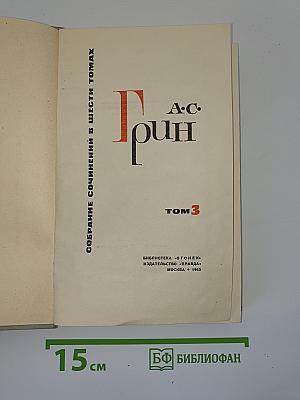 СОБРАНИЕ СОЧИНЕНИЙ В ШЕСТИ ТОМАХ
А·С·
Грин
ТОМ 3
БИБЛИОТЕКА «ОГОНЕК»
ИЗДАТЕЛЬСТВО «ПРАВДА»
МОСКВА • 1965
15 см
БФ БИБЛИОФАН